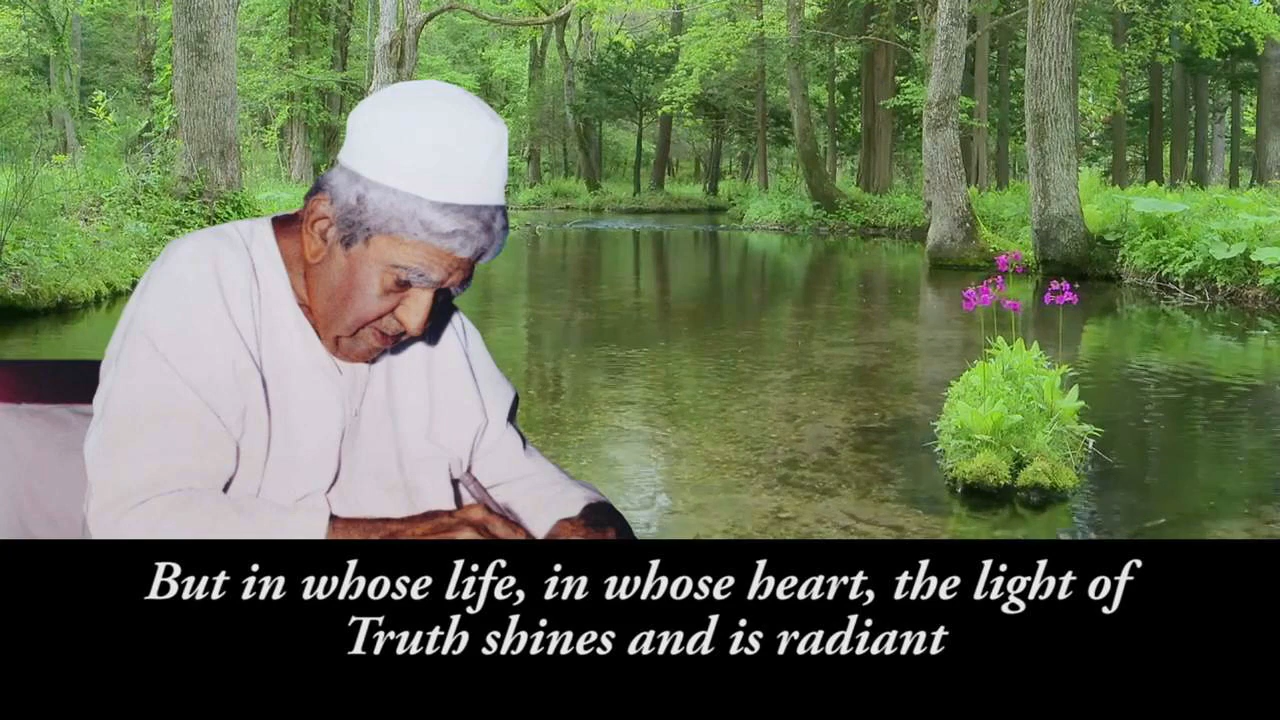 But in whose life, in whose heart, the light of
Truth shines and is radiant